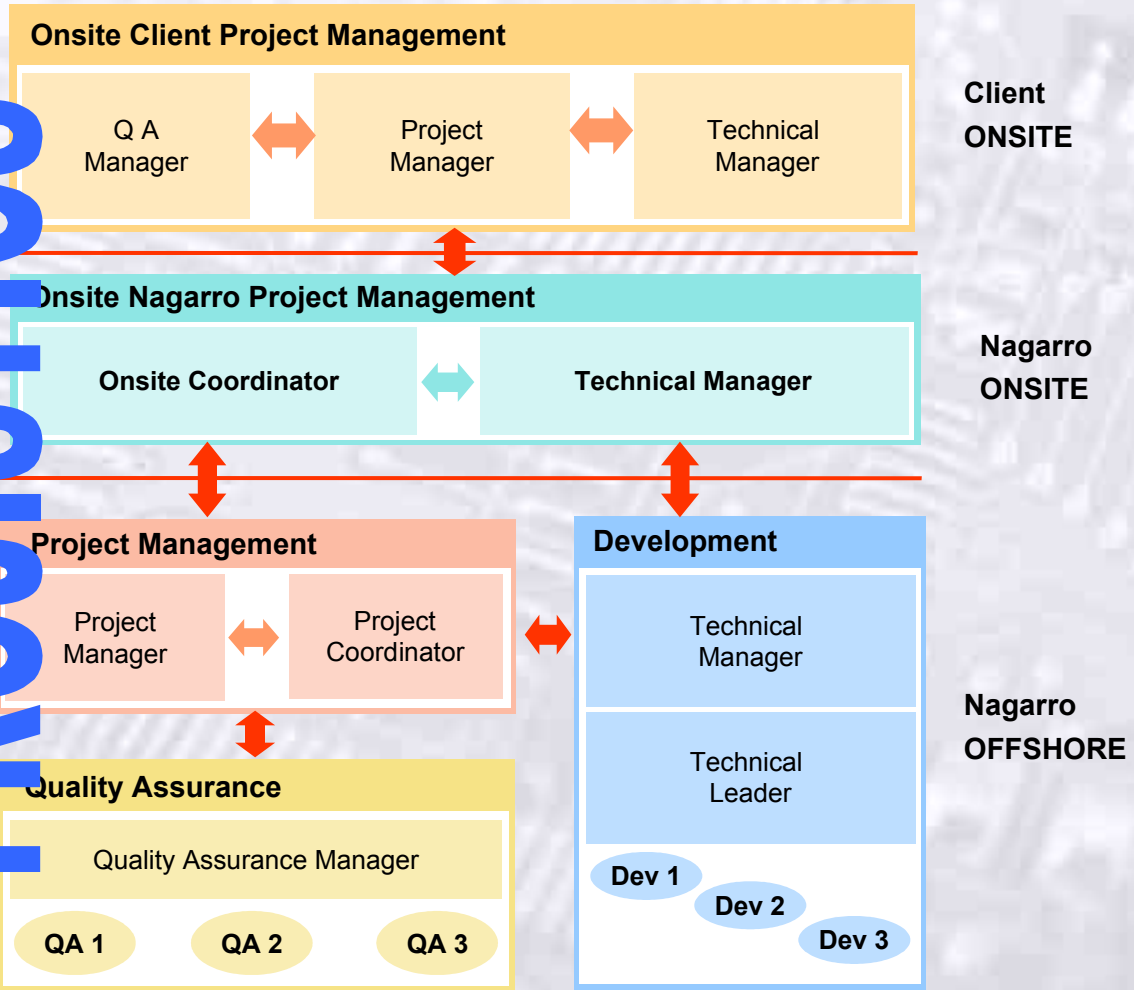 Onsite Client Project Management
Q A
Manager
Project
Manager
Technical
Manager
Client
ONSITE
Onsite Nagarro Project Management
Onsite Coordinator
Technical Manager
Nagarro
ONSITE
Project Management
Project
Manager
Project
Coordinator
Development
Technical
Manager
Technical
Leader
Nagarro
OFFSHORE
Quality Assurance
Quality Assurance Manager
Dev 1
Dev 2
Dev 3
QA 1
QA 2
QA 3